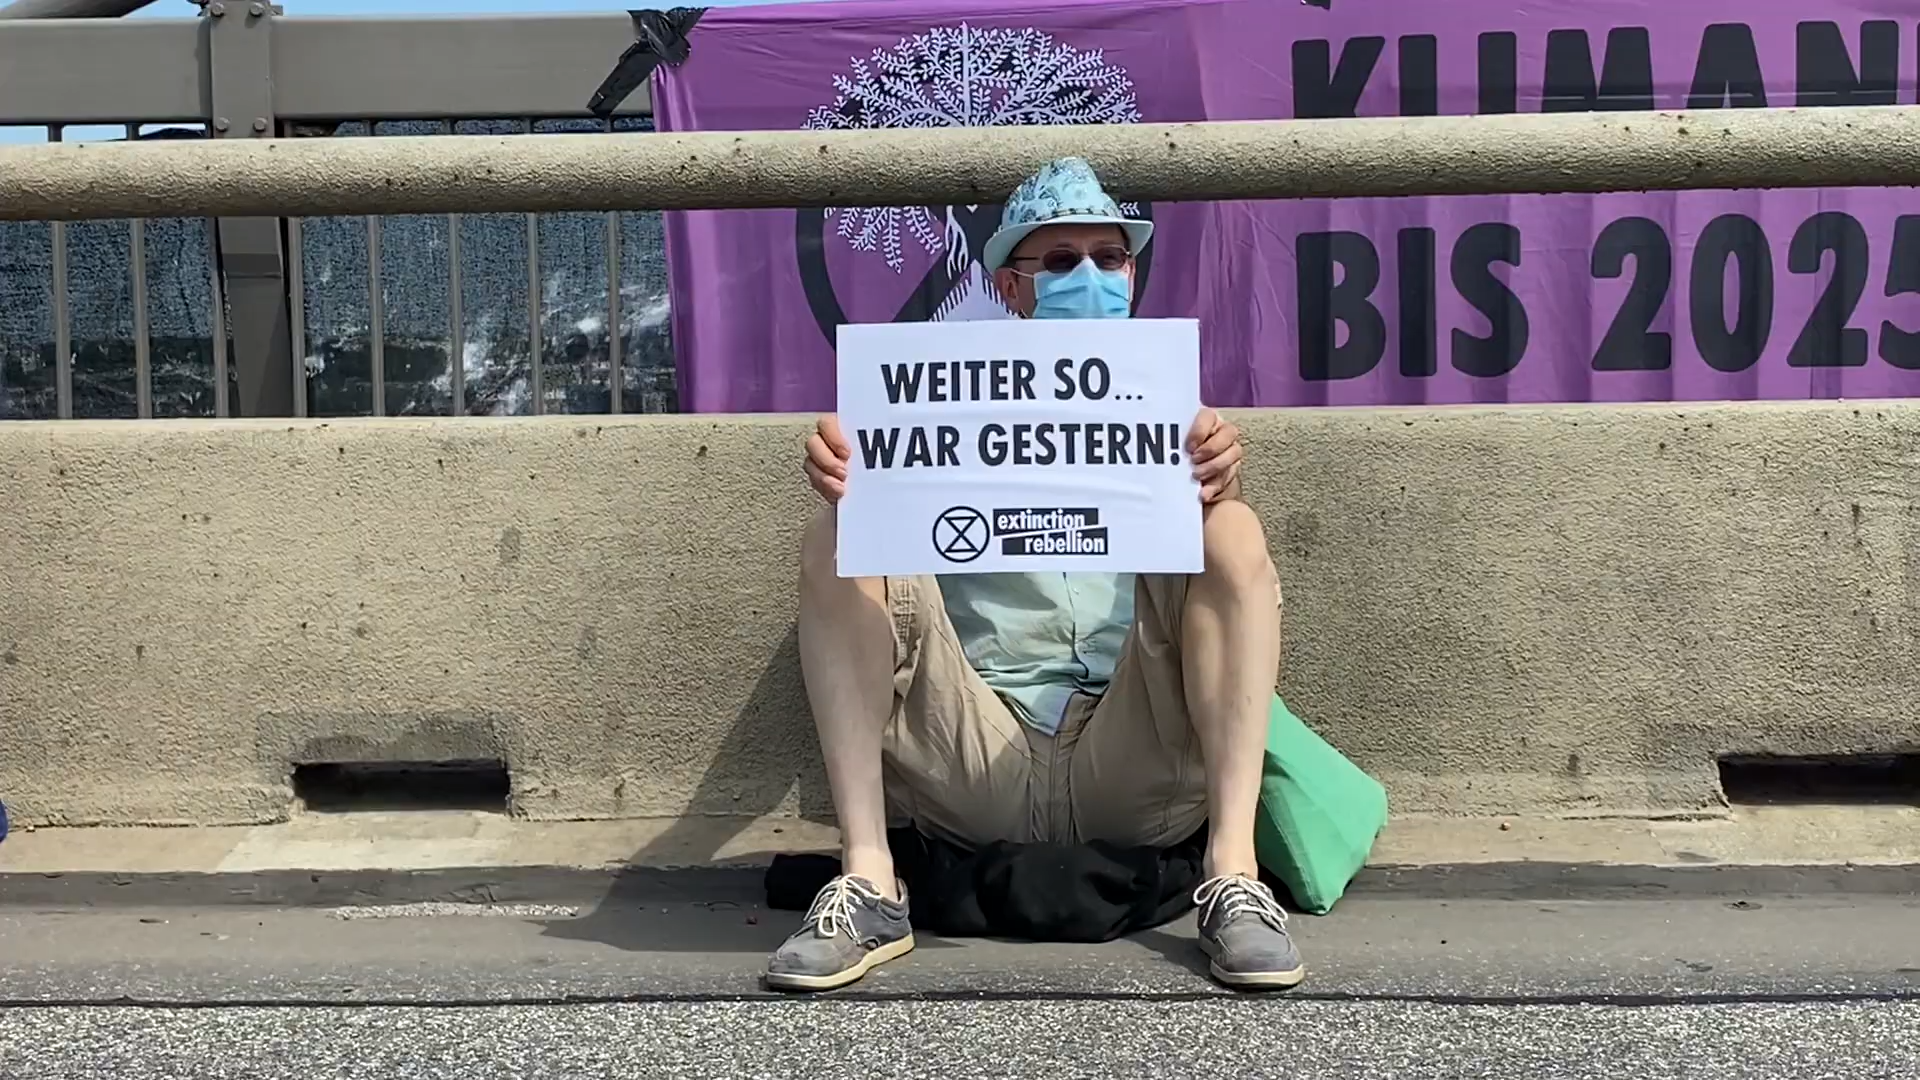 BIS 2025
WEITER SO...
WAR GESTERN!
extinction
rebellion